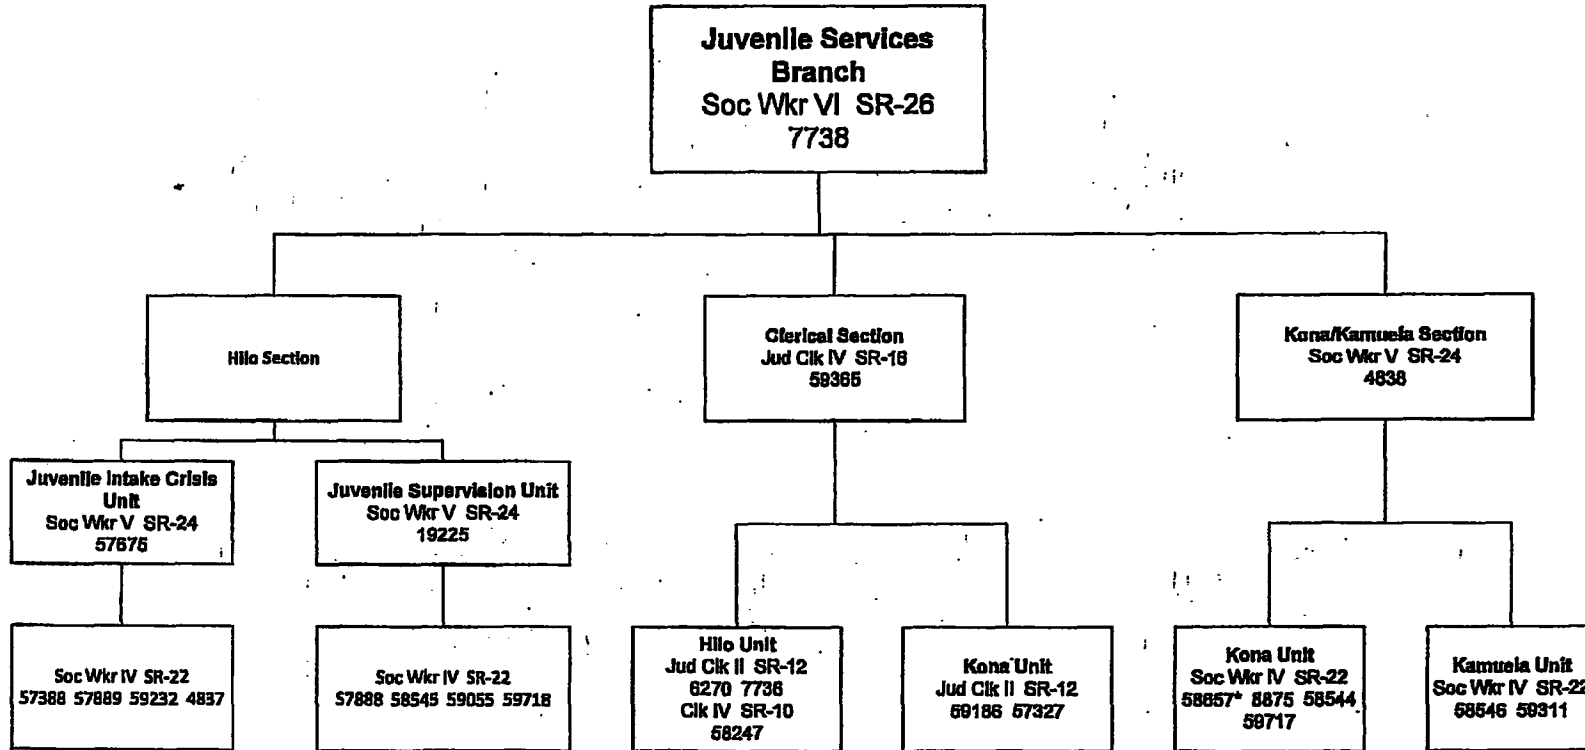 Juvenile Services
Branch
Soc Wkr VI SR-26
7738
Hilo Section
Clerical Section
Jud Clk IV SR-16
59365
Kona/Kamuela Section
Soc Wkr V SR-24
4838
Juvenile Intake Crisis
Unit
Soc Wkr V SR-24
57675
Juvenile Supervision Unit
Soc Wkr V SR-24
19225
Soc Wkr IV SR-22
57388 57889 59232 4837
Soc Wkr IV SR-22
57888 58545 59055 59718
Hilo Unit
Jud Clk II SR-12
6270 7736
Clk IV SR-10
58247
Kona Unit
Jud Clk II SR-12
59186 57327
Kona Unit
Soc Wkr IV SR-22
58657* 8875 58544
59717
Kamuela Unit
Soc Wkr IV SR-22
58546 59311